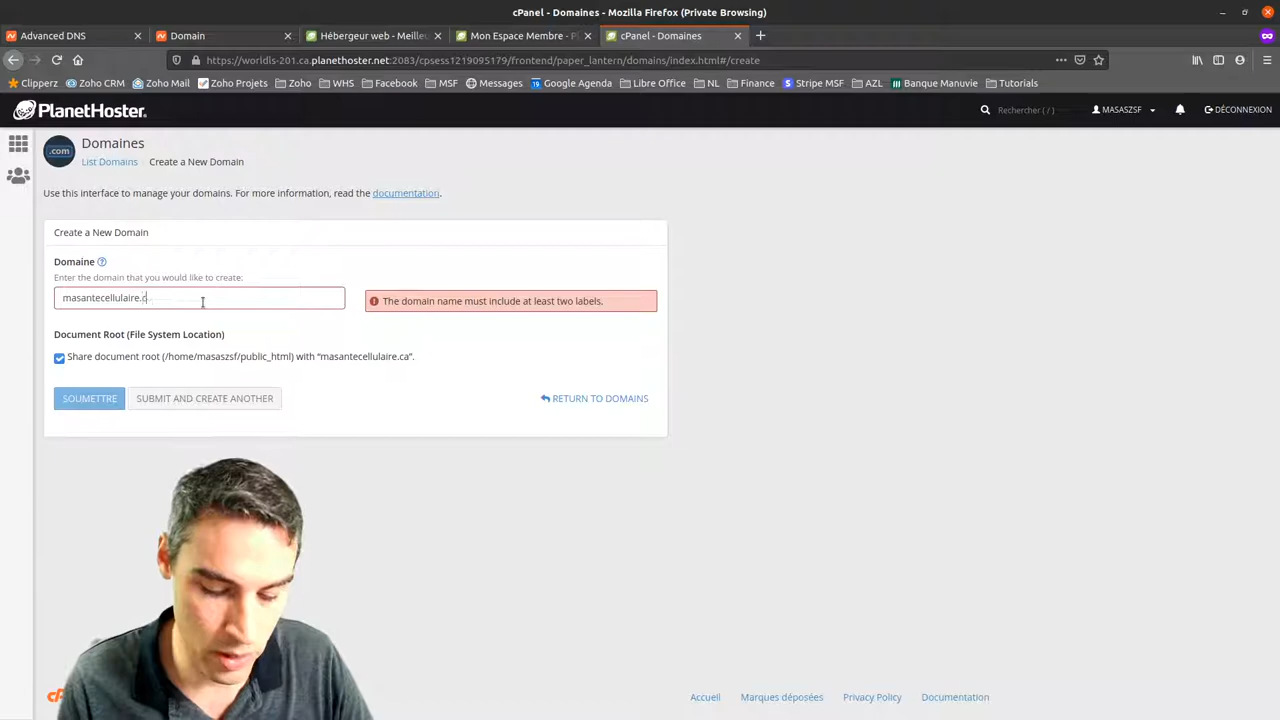 cPanel - Domaines - Mozilla Firefox (Private Browsing)
Advanced DNS
Domain
Hébergeur web - Meilleu
Mon Espace Membre - Pl
cPanel - Domaines
https://worldls-201.ca.planethoster.net:2083/cpsess1219095179/frontend/paper_lantern/domains/index.html#/create
Clipperz Zoho CRM Zoho Mail Zoho Projets Zoho WHS Facebook MSF Messages Google Agenda Libre Office NL Finance Stripe MSF AZL Banque Manuvie Tutorials
PlanetHoster
Rechercher ( / ) MASASZSF DÉCONNEXION
.com
Domaines
List Domains Create a New Domain
Use this interface to manage your domains. For more information, read the documentation.
Create a New Domain
Domaine
Enter the domain that you would like to create:
masantecellulaire.c
The domain name must include at least two labels.
Document Root (File System Location)
Share document root (/home/masaszsf/public_html) with “masantecellulaire.ca”.
SOUMETTRE SUBMIT AND CREATE ANOTHER RETURN TO DOMAINS
Accueil Marques déposées Privacy Policy Documentation